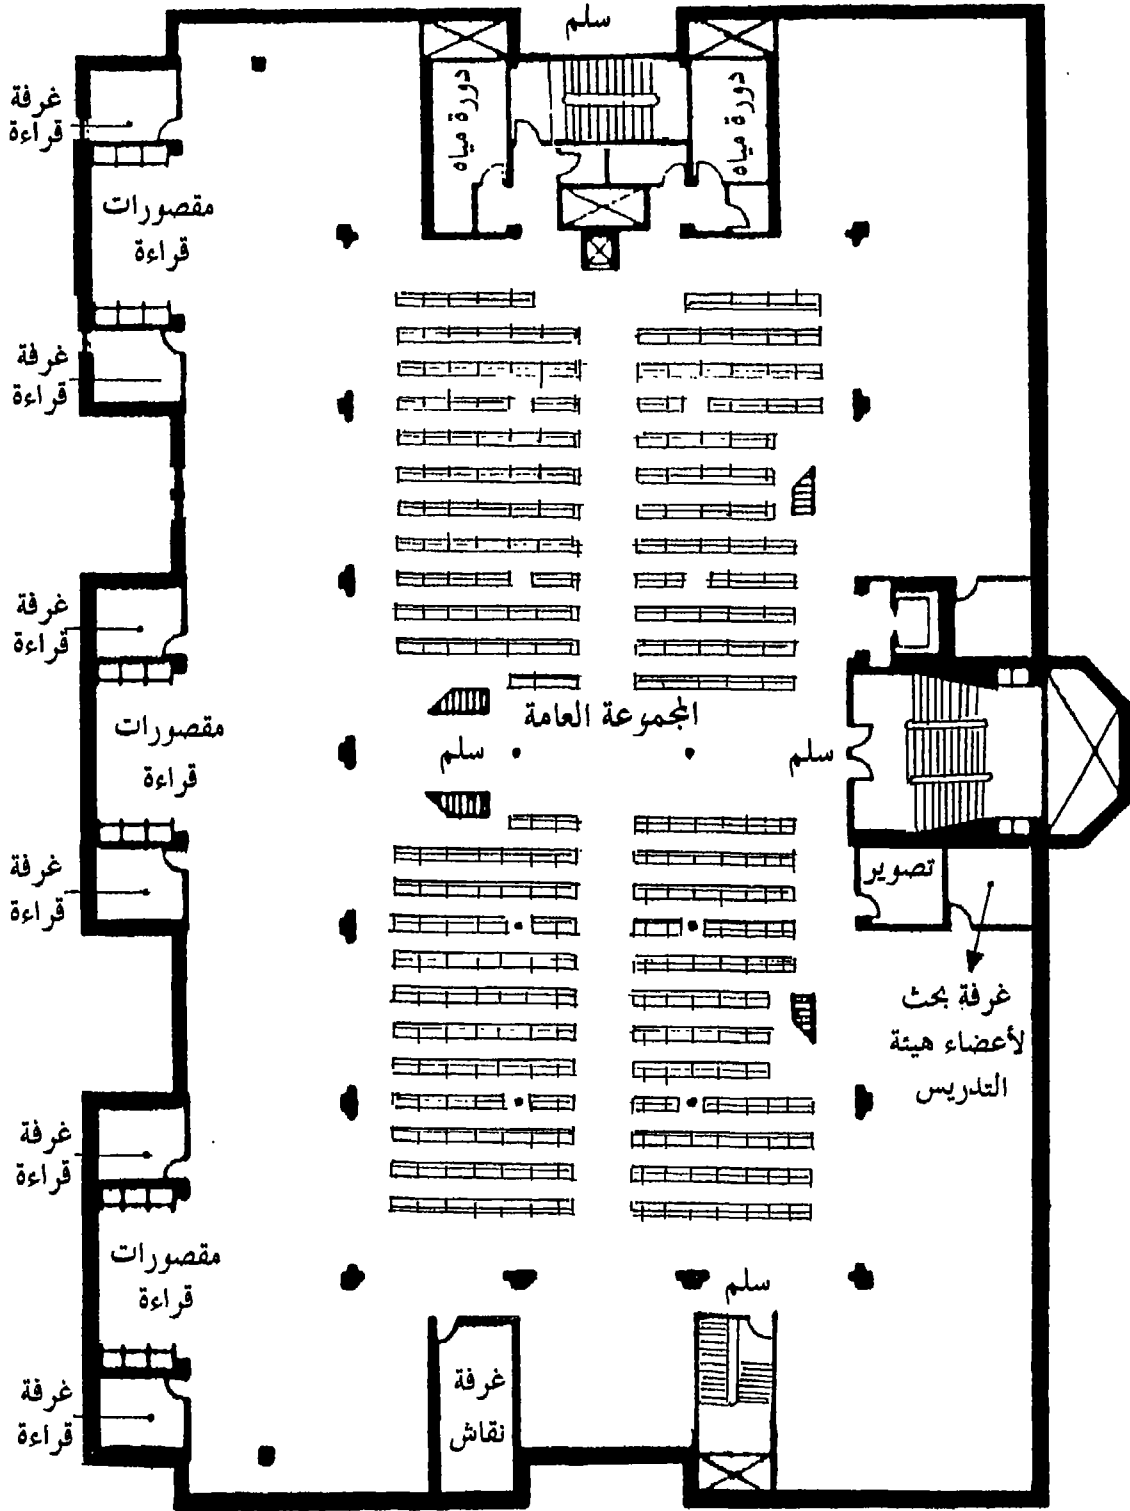 سلم
دورة مياه
دورة مياه
غرفة
قراءة
مقصورات
قراءة
غرفة
قراءة
غرفة
قراءة
المجموعة العامة
سلم
سلم
مقصورات
قراءة
غرفة
قراءة
تصوير
غرفة بحث
لأعضاء هيئة
التدريس
غرفة
قراءة
مقصورات
قراءة
سلم
غرفة
نقاش
غرفة
قراءة